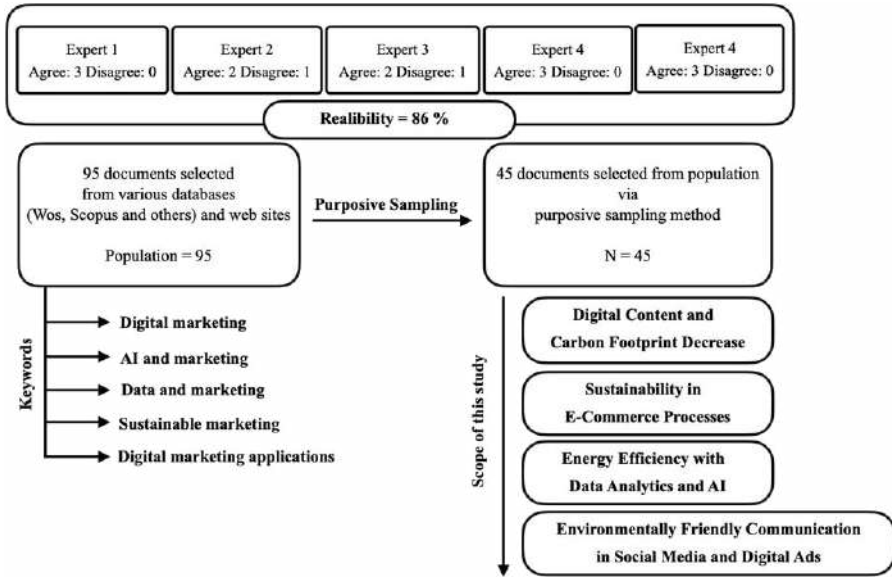 Expert 1
Agree: 3 Disagree: 0
Expert 2
Agree: 2 Disagree: 1
Expert 3
Agree: 2 Disagree: 1
Expert 4
Agree: 3 Disagree: 0
Expert 4
Agree: 3 Disagree: 0
Realibility = 86 %
95 documents selected
from various databases
(Wos, Scopus and others) and web sites
Population = 95
Purposive Sampling
45 documents selected from population
via
purposive sampling method
N = 45
Keywords
Digital marketing
AI and marketing
Data and marketing
Sustainable marketing
Digital marketing applications
Scope of this study
Digital Content and
Carbon Footprint Decrease
Sustainability in
E-Commerce Processes
Energy Efficiency with
Data Analytics and AI
Environmentally Friendly Communication
in Social Media and Digital Ads